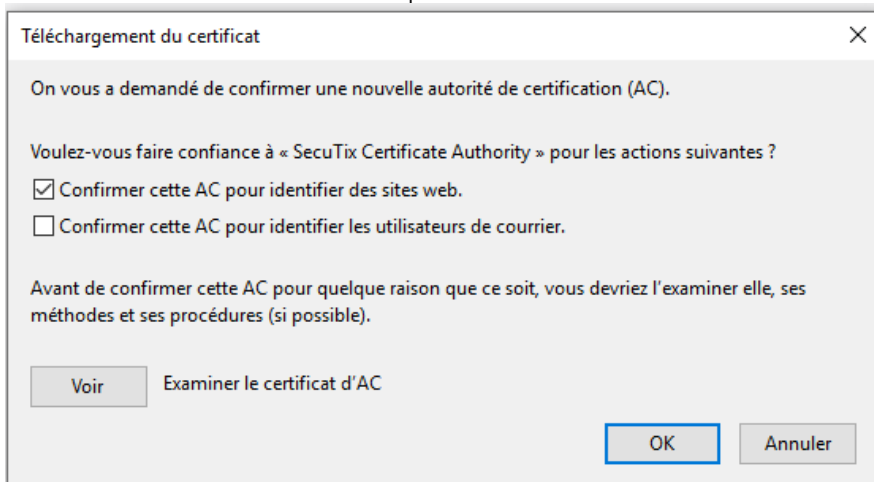 Téléchargement du certificat
On vous a demandé de confirmer une nouvelle autorité de certification (AC).
Voulez-vous faire confiance à « SecuTix Certificate Authority » pour les actions suivantes ?
Confirmer cette AC pour identifier des sites web.
Confirmer cette AC pour identifier les utilisateurs de courrier.
Avant de confirmer cette AC pour quelque raison que ce soit, vous devriez l’examiner elle, ses
méthodes et ses procédures (si possible).
Voir Examiner le certificat d’AC
OK Annuler